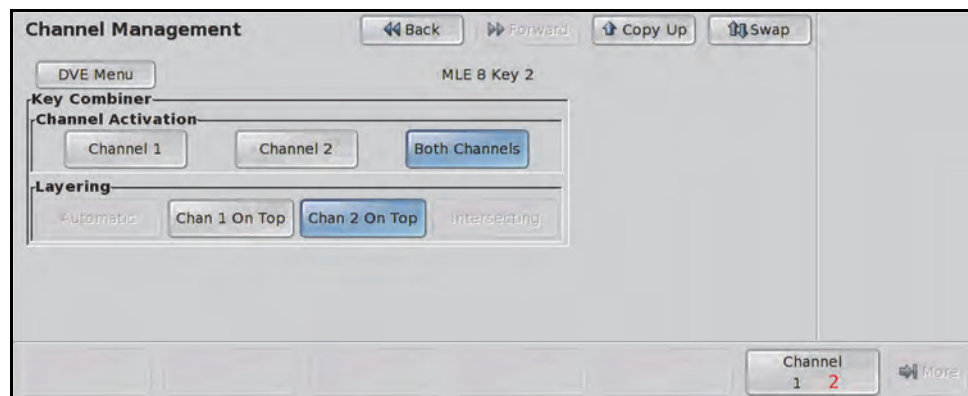 Channel Management
Back
Forward
Copy Up
Swap
DVE Menu
MLE 8 Key 2
Key Combiner
Channel Activation
Channel 1
Channel 2
Both Channels
Layering
Automatic
Chan 1 On Top
Chan 2 On Top
Intersecting
Channel
1 2
More